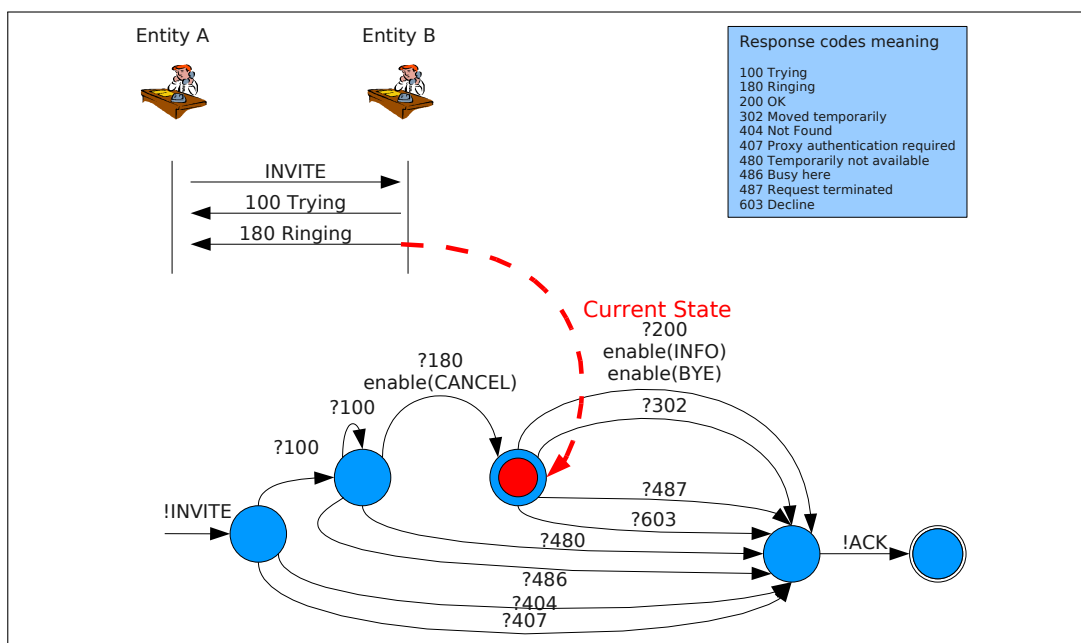 Entity A
Entity B
Response codes meaning
100 Trying
180 Ringing
200 OK
302 Moved temporarily
404 Not Found
407 Proxy authentication required
480 Temporarily not available
486 Busy here
487 Request terminated
603 Decline
INVITE
100 Trying
180 Ringing
Current State
?200
enable(INFO)
enable(BYE)
?180
enable(CANCEL)
?302
?100
?100
?487
!INVITE
?603
?480
!ACK
?486
?404
?407